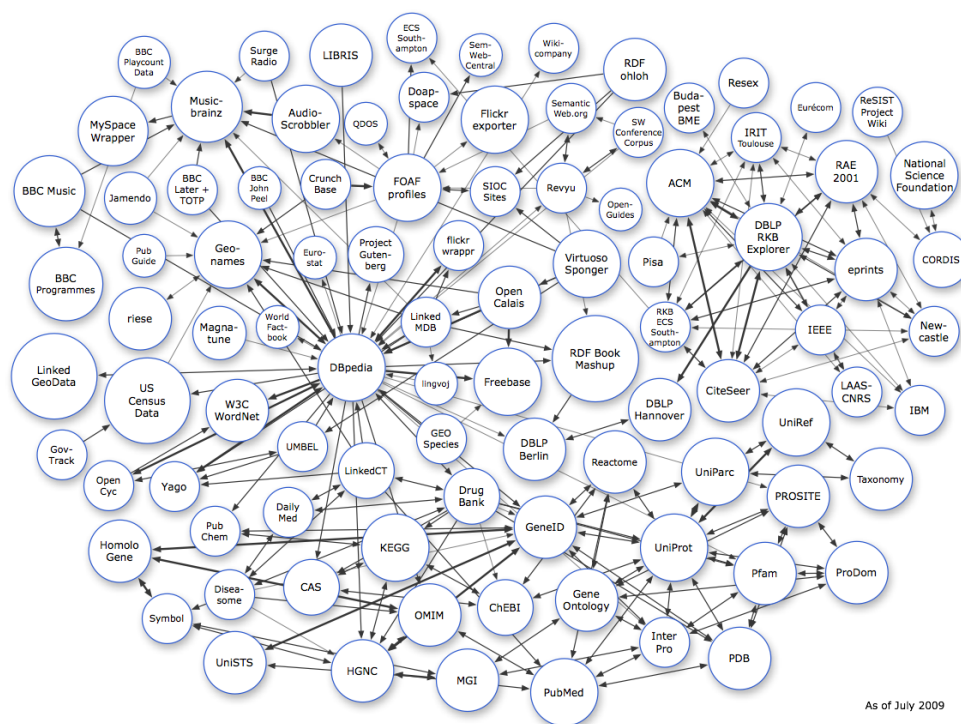 BBC
Playcount
Data
Surge
Radio
LIBRIS
ECS
South-
ampton
Sem-
Web-
Central
Wiki-
company
RDF
ohloh
Music-
brainz
Audio-
Scrobbler
MySpace
Wrapper
QDOS
Doap-
space
Flickr
exporter
Semantic
Web.org
SW
Conference
Corpus
Buda-
pest
BME
Resex
Eurécom
ReSIST
Project
Wiki
IRIT
Toulouse
RAE
2001
National
Science
Foundation
ACM
BBC Music
Jamendo
BBC
Later +
TOTP
BBC
John
Peel
Crunch
Base
FOAF
profiles
SIOC
Sites
Revyu
Open-
Guides
DBLP
RKB
Explorer
Pisa
eprints
CORDIS
BBC
Programmes
Pub
Guide
Geo-
names
Euro-
stat
Project
Guten-
berg
flickr
wrappr
Virtuoso
Sponger
Open
Calais
riese
Magna-
tune
World
Fact-
book
Linked
MDB
RDF Book
Mashup
RKB
ECS
South-
ampton
IEEE
New-
castle
Linked
GeoData
US
Census
Data
W3C
WordNet
DBpedia
lingvoj
Freebase
DBLP
Hannover
CiteSeer
LAAS-
CNRS
IBM
Gov-
Track
Open
Cyc
Yago
UMBEL
LinkedCT
GEO
Species
DBLP
Berlin
Reactome
UniParc
UniRef
Taxonomy
PROSITE
Daily
Med
Drug
Bank
Pub
Chem
Homolo
Gene
KEGG
GeneID
UniProt
Pfam
ProDom
Symbol
Disea-
some
CAS
OMIM
ChEBI
Gene
Ontology
Inter
Pro
PDB
UniSTS
HGNC
MGI
PubMed
As of July 2009